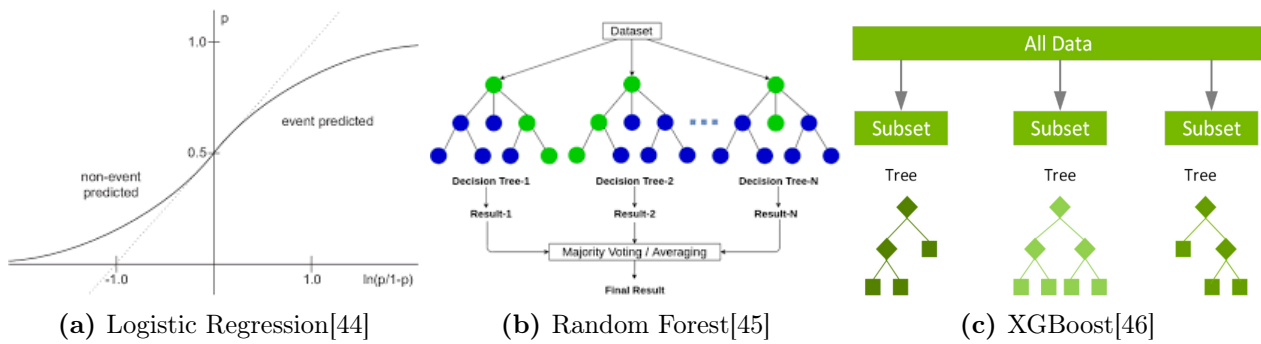 p
1.0
event predicted
0.5
non-event
predicted
-1.0
1.0
ln(p/1-p)
(a) Logistic Regression[44]
Dataset
Decision Tree-1
Decision Tree-2
Decision Tree-N
Result-1
Result-2
Result-N
Majority Voting / Averaging
Final Result
(b) Random Forest[45]
All Data
Subset
Subset
Subset
Tree
Tree
Tree
(c) XGBoost[46]